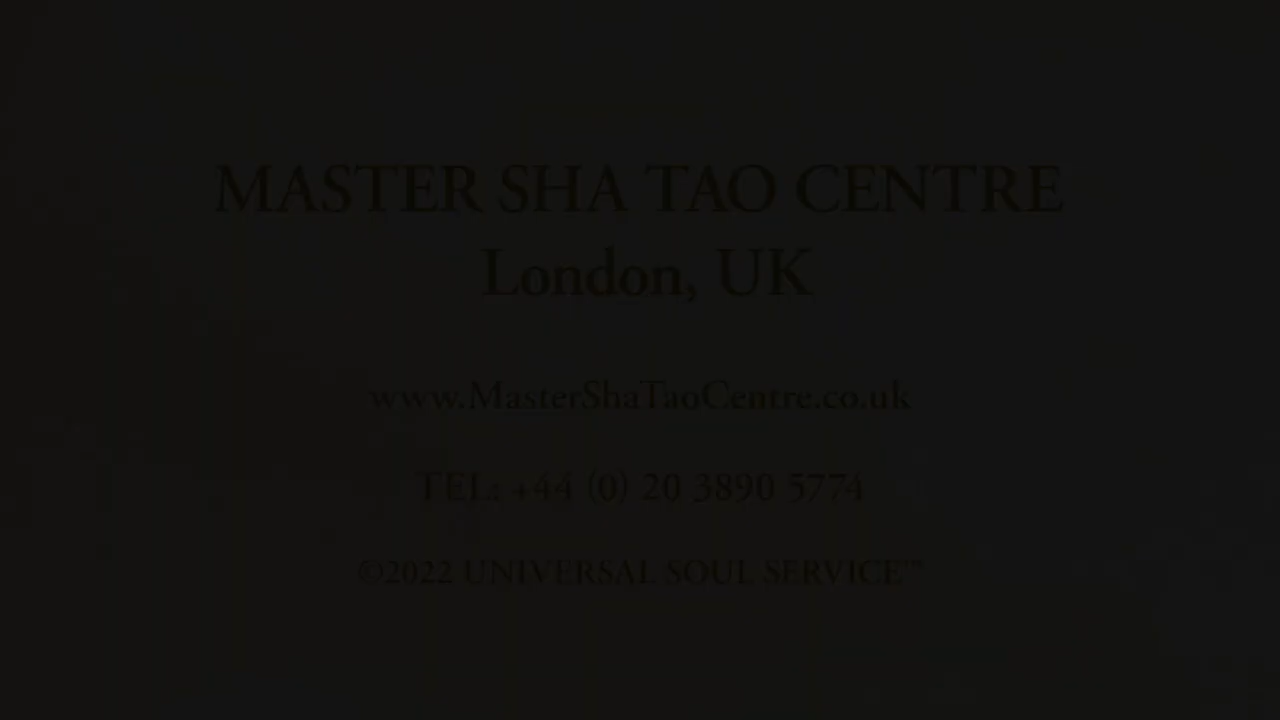 MASTER SHA TAO CENTRE
London, UK
www.MasterShaTaoCentre.co.uk
TEL: +44 (0) 20 3890 5774
©2022 UNIVERSAL SOUL SERVICE™